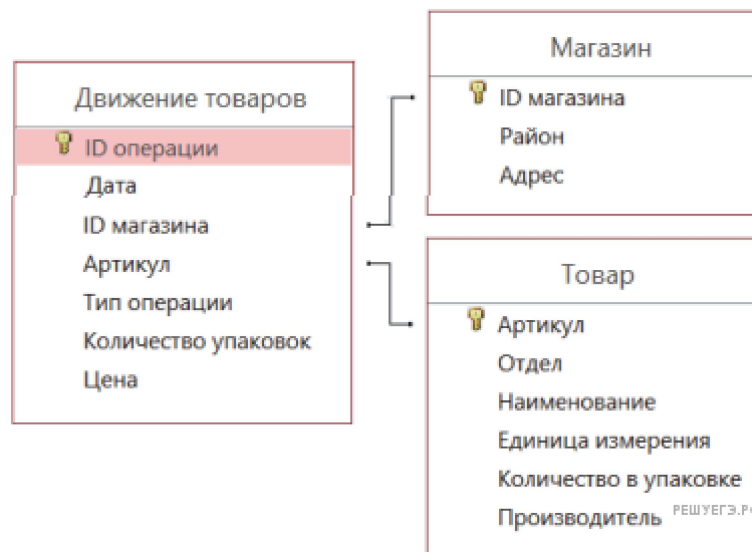 Движение товаров
ID операции
Дата
ID магазина
Артикул
Тип операции
Количество упаковок
Цена
Магазин
ID магазина
Район
Адрес
Товар
Артикул
Отдел
Наименование
Единица измерения
Количество в упаковке
Производитель